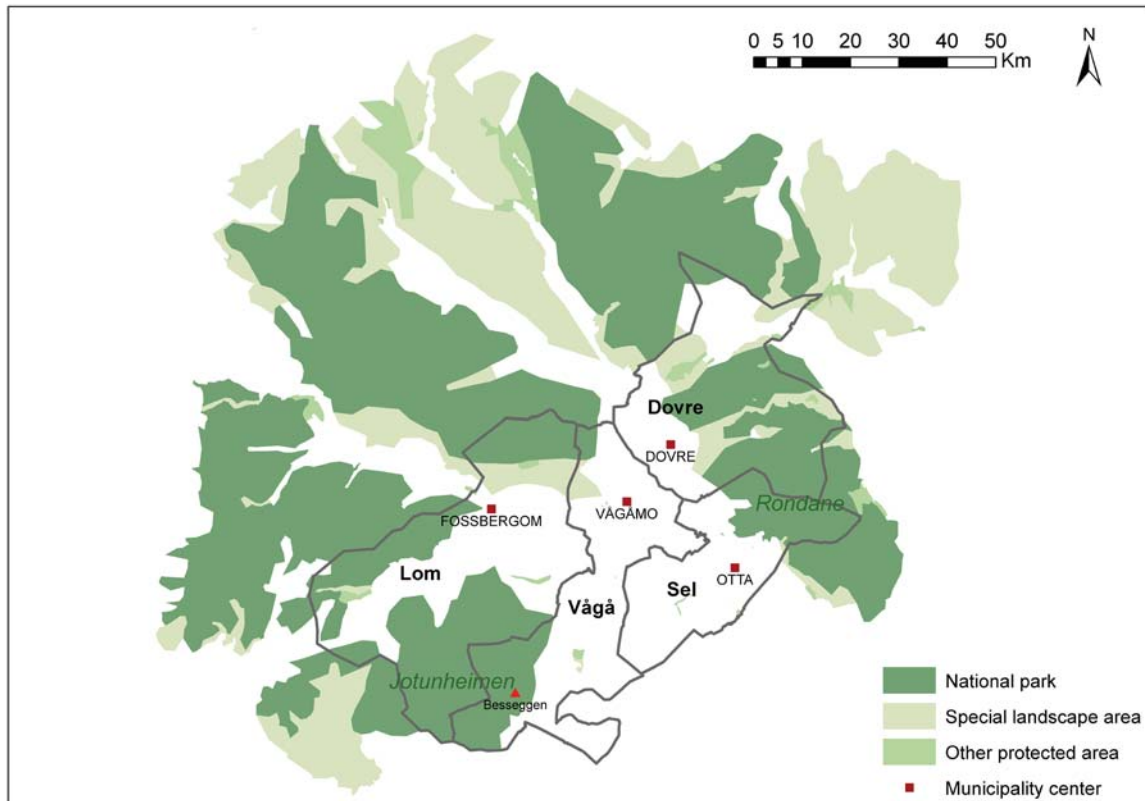 0 5 10 20 30 40 50
Km
N
Dovre
DOVRE
Rondane
FOSSBERGOM
VÅGÅMO
Lom
Sel
OTTA
Vågå
Jotunheimen
Besseggen
National park
Special landscape area
Other protected area
Municipality center